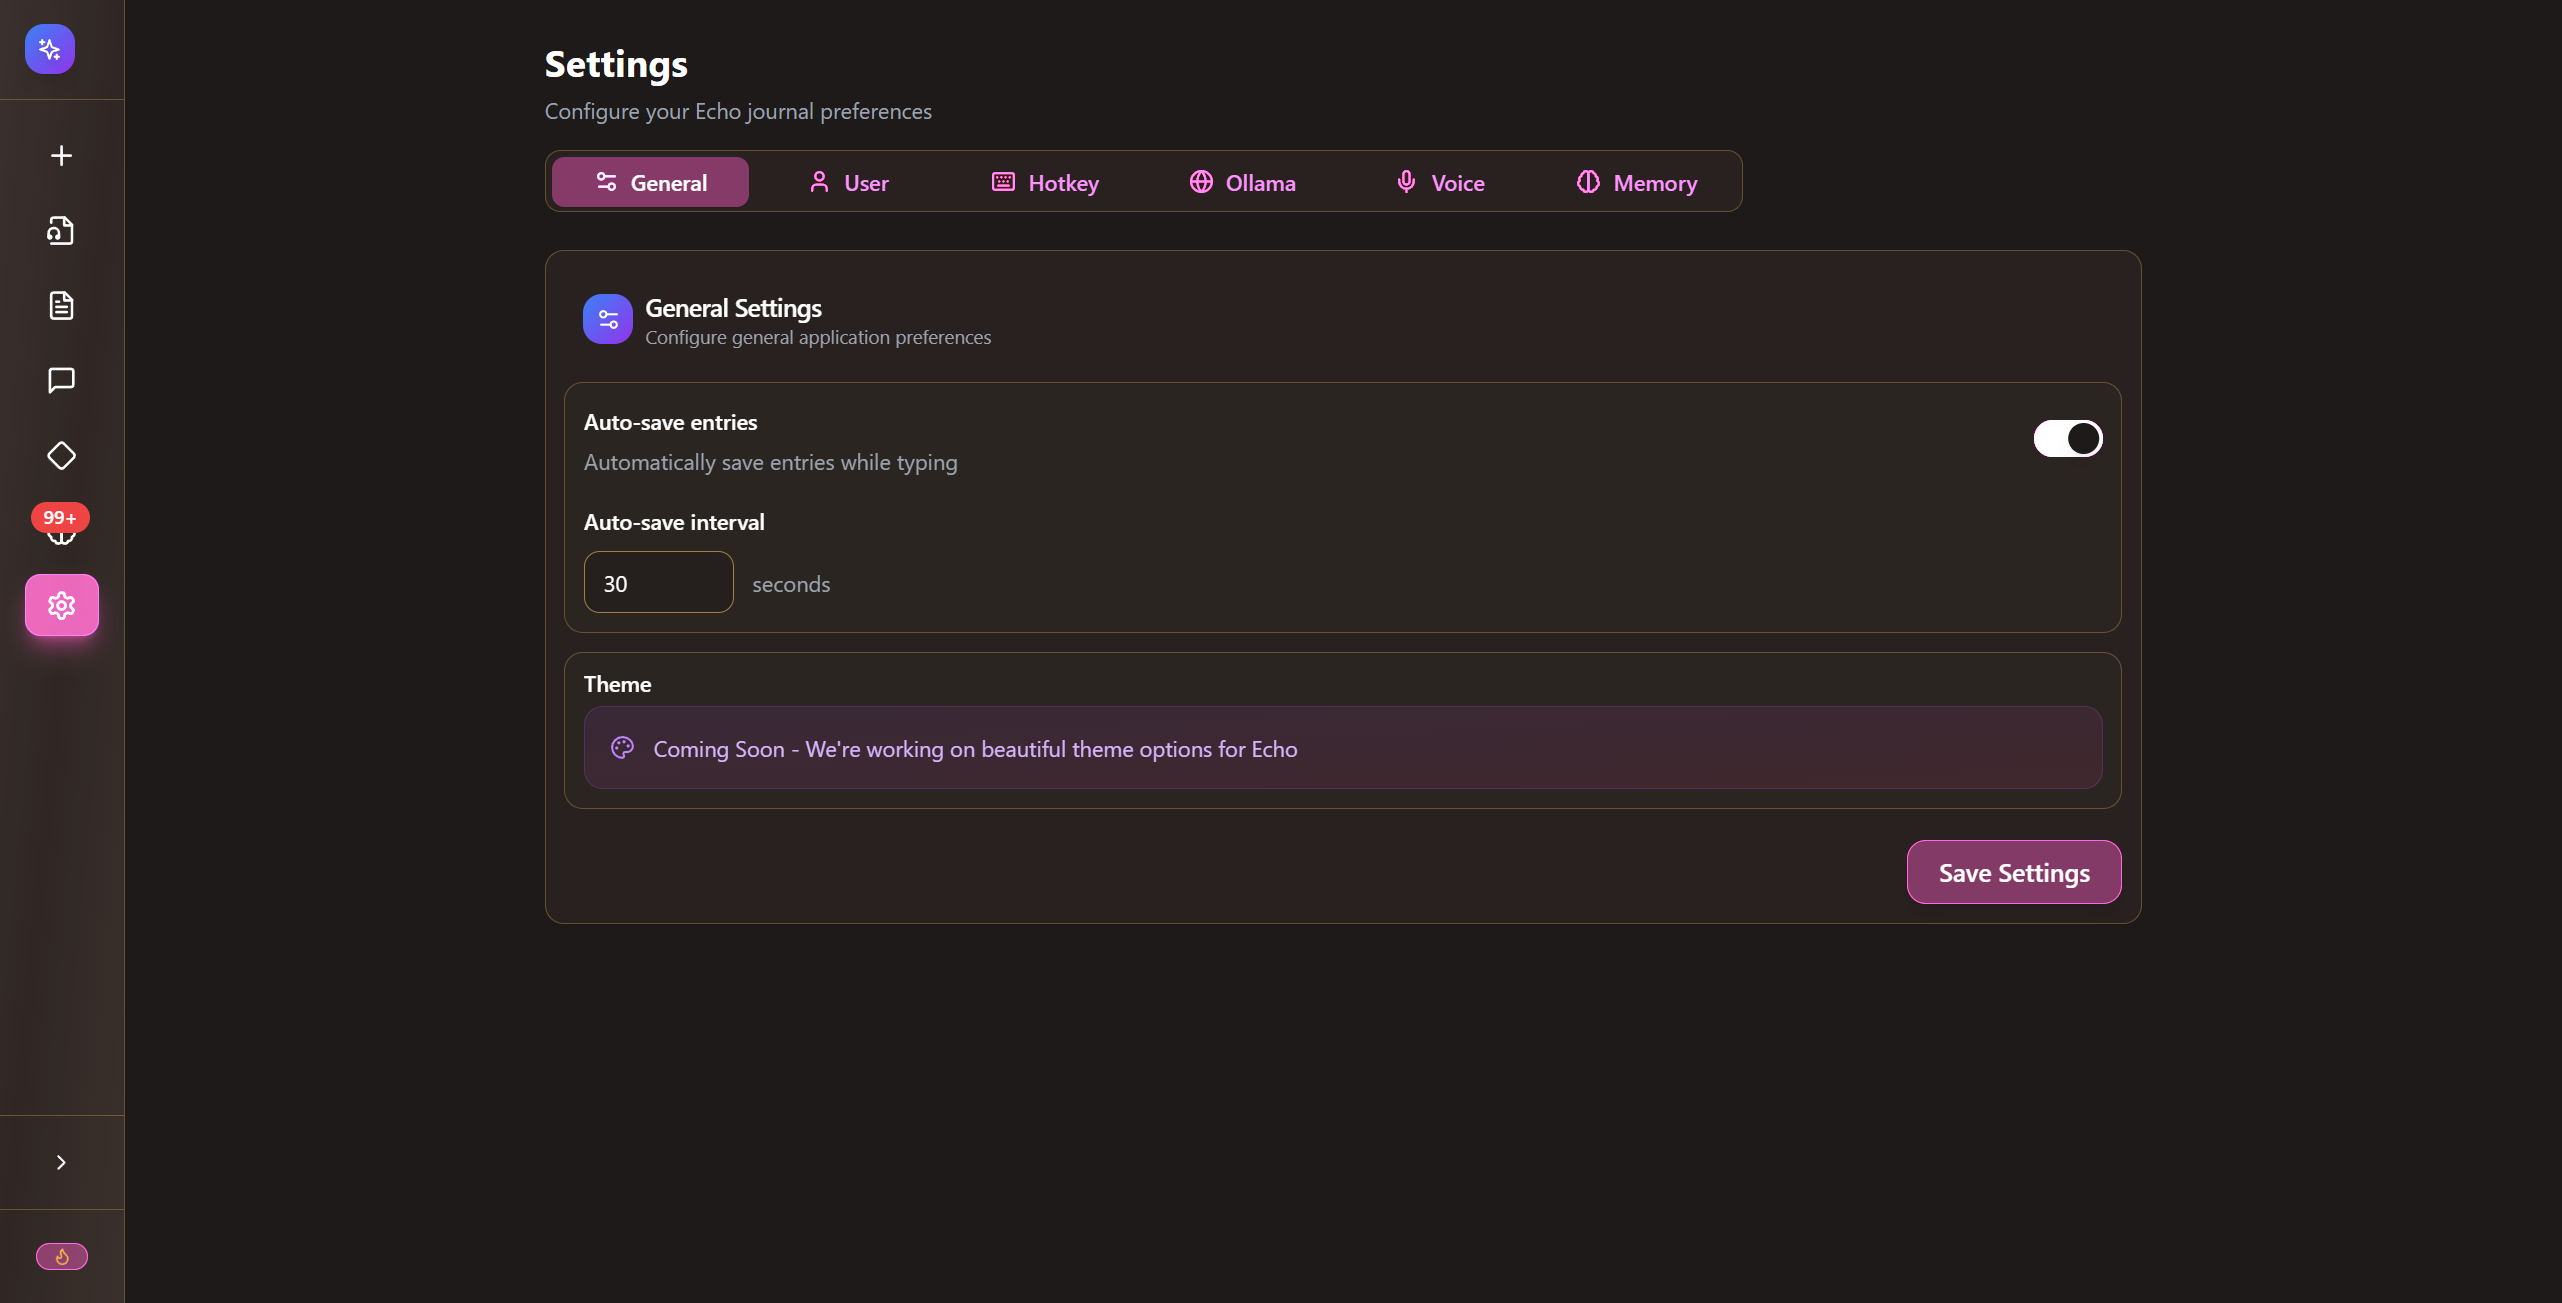 Settings
Configure your Echo journal preferences
General
User
Hotkey
Ollama
Voice
Memory
General Settings
Configure general application preferences
Auto-save entries
Automatically save entries while typing
Auto-save interval
30 seconds
99+
Theme
Coming Soon - We're working on beautiful theme options for Echo
Save Settings